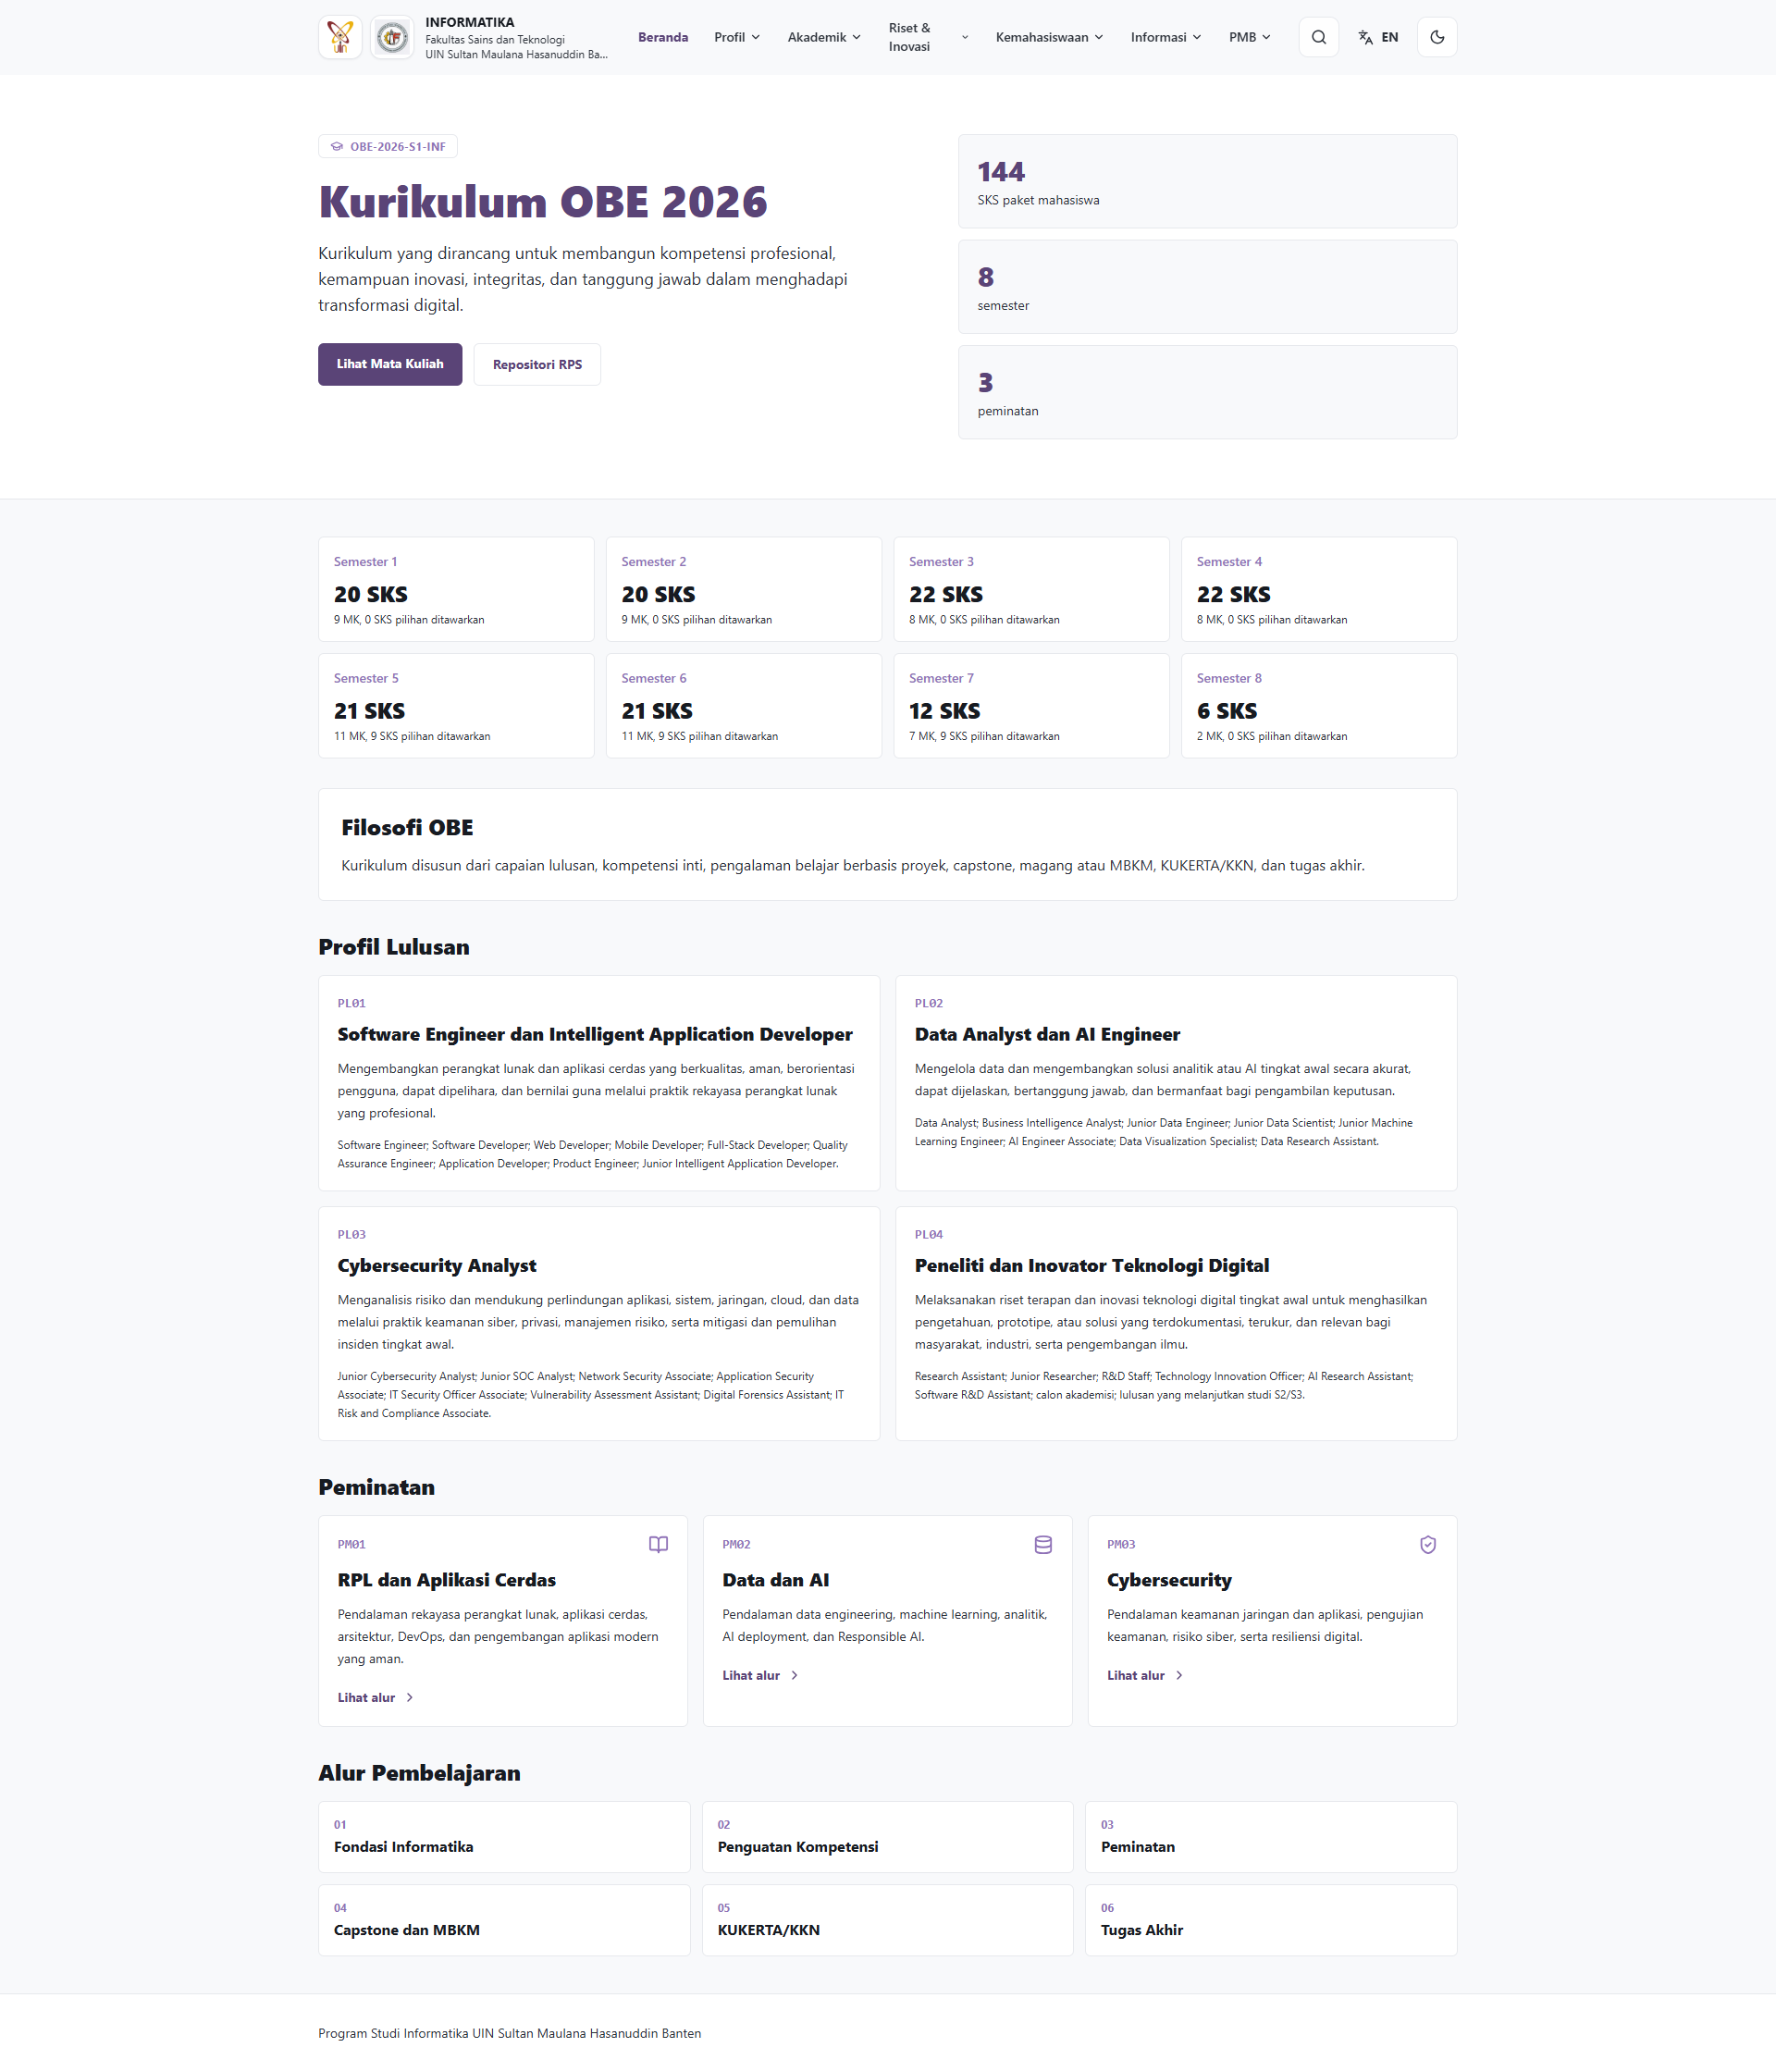 INFORMATIKA
Fakultas Sains dan Teknologi
UIN Sultan Maulana Hasanuddin Ba...
Beranda
Profil
Akademik
Riset &
Inovasi
Kemahasiswaan
Informasi
PMB
EN
OBE-2026-S1-INF
Kurikulum OBE 2026
Kurikulum yang dirancang untuk membangun kompetensi profesional,
kemampuan inovasi, integritas, dan tanggung jawab dalam menghadapi
transformasi digital.
Lihat Mata Kuliah
Repositori RPS
144
SKS paket mahasiswa
8
semester
3
peminatan
Semester 1
20 SKS
9 MK, 0 SKS pilihan ditawarkan
Semester 2
20 SKS
9 MK, 0 SKS pilihan ditawarkan
Semester 3
22 SKS
8 MK, 0 SKS pilihan ditawarkan
Semester 4
22 SKS
8 MK, 0 SKS pilihan ditawarkan
Semester 5
21 SKS
11 MK, 9 SKS pilihan ditawarkan
Semester 6
21 SKS
11 MK, 9 SKS pilihan ditawarkan
Semester 7
12 SKS
7 MK, 9 SKS pilihan ditawarkan
Semester 8
6 SKS
2 MK, 0 SKS pilihan ditawarkan
Filosofi OBE
Kurikulum disusun dari capaian lulusan, kompetensi inti, pengalaman belajar berbasis proyek, capstone, magang atau MBKM, KUKERTA/KKN, dan tugas akhir.
Profil Lulusan
PL01
Software Engineer dan Intelligent Application Developer
Mengembangkan perangkat lunak dan aplikasi cerdas yang berkualitas, aman, berorientasi
pengguna, dapat dipelihara, dan bernilai guna melalui praktik rekayasa perangkat lunak
yang profesional.
Software Engineer; Software Developer; Web Developer; Mobile Developer; Full-Stack Developer; Quality
Assurance Engineer; Application Developer; Product Engineer; Junior Intelligent Application Developer.
PL02
Data Analyst dan AI Engineer
Mengelola data dan mengembangkan solusi analitik atau AI tingkat awal secara akurat,
dapat dijelaskan, bertanggung jawab, dan bermanfaat bagi pengambilan keputusan.
Data Analyst; Business Intelligence Analyst; Junior Data Engineer; Junior Data Scientist; Junior Machine
Learning Engineer; AI Engineer Associate; Data Visualization Specialist; Data Research Assistant.
PL03
Cybersecurity Analyst
Menganalisis risiko dan mendukung perlindungan aplikasi, sistem, jaringan, cloud, dan data
melalui praktik keamanan siber, privasi, manajemen risiko, serta mitigasi dan pemulihan
insiden tingkat awal.
Junior Cybersecurity Analyst; Junior SOC Analyst; Network Security Associate; Application Security
Associate; IT Security Officer Associate; Vulnerability Assessment Assistant; Digital Forensics Assistant; IT
Risk and Compliance Associate.
PL04
Peneliti dan Inovator Teknologi Digital
Melaksanakan riset terapan dan inovasi teknologi digital tingkat awal untuk menghasilkan
pengetahuan, prototipe, atau solusi yang terdokumentasi, terukur, dan relevan bagi
masyarakat, industri, serta pengembangan ilmu.
Research Assistant; Junior Researcher; R&D Staff; Technology Innovation Officer; AI Research Assistant;
Software R&D Assistant; calon akademisi; lulusan yang melanjutkan studi S2/S3.
Peminatan
PM01
RPL dan Aplikasi Cerdas
Pendalaman rekayasa perangkat lunak, aplikasi cerdas,
arsitektur, DevOps, dan pengembangan aplikasi modern
yang aman.
Lihat alur
PM02
Data dan AI
Pendalaman data engineering, machine learning, analitik,
AI deployment, dan Responsible AI.
Lihat alur
PM03
Cybersecurity
Pendalaman keamanan jaringan dan aplikasi, pengujian
keamanan, risiko siber, serta resiliensi digital.
Lihat alur
Alur Pembelajaran
01
Fondasi Informatika
02
Penguatan Kompetensi
03
Peminatan
04
Capstone dan MBKM
05
KUKERTA/KKN
06
Tugas Akhir
Program Studi Informatika UIN Sultan Maulana Hasanuddin Banten